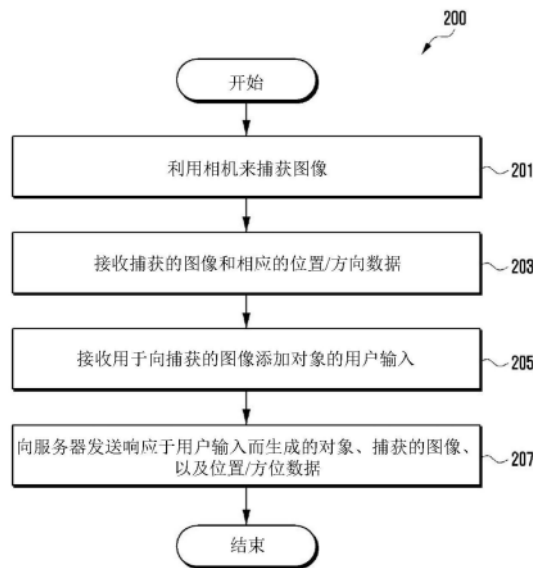 200
开始
利用相机来捕获图像
201
接收捕获的图像和相应的位置/方向数据
203
接收用于向捕获的图像添加对象的用户输入
205
向服务器发送响应于用户输入而生成的对象、捕获的图像、
以及位置/方位数据
207
结束